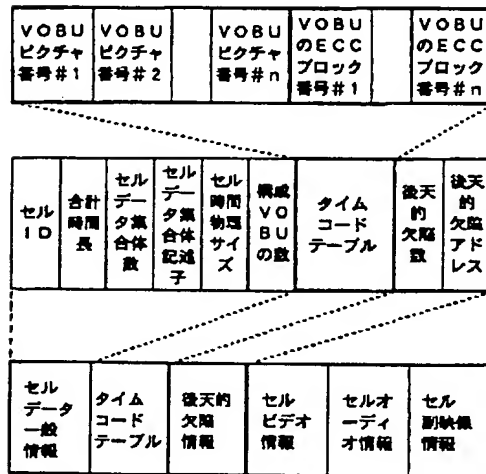 VOBU
ピクチャ
番号#1
VOBU
ピクチャ
番号#2
VOBU
ピクチャ
番号#n
VOBU
のECC
ブロック
番号#1
VOBU
のECC
ブロック
番号#n
セル
ID
合計
時間
長
セル
デー
タ集
合体
数
セル
デー
タ集
合体
記述
子
セル
時間
物理
サイ
ズ
構成
VO
BU
の数
タイム
コード
テーブル
後天
的
欠陥
数
後天
的
欠陥
アド
レス
セル
データ
一般
情報
タイム
コード
テーブル
後天的
欠陥
情報
セル
ビデオ
情報
セルオ
ーディ
オ情報
セル
副映像
情報